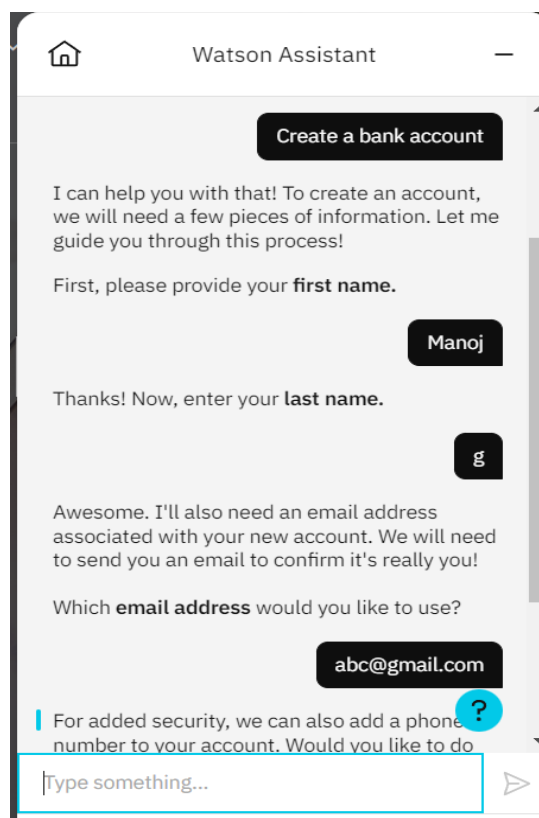 Watson Assistant
Create a bank account
I can help you with that! To create an account,
we will need a few pieces of information. Let me
guide you through this process!
First, please provide your first name.
Manoj
Thanks! Now, enter your last name.
g
Awesome. I'll also need an email address
associated with your new account. We will need
to send you an email to confirm it's really you!
Which email address would you like to use?
abc@gmail.com
?
For added security, we can also add a phone
number to your account. Would you like to do
Type something...